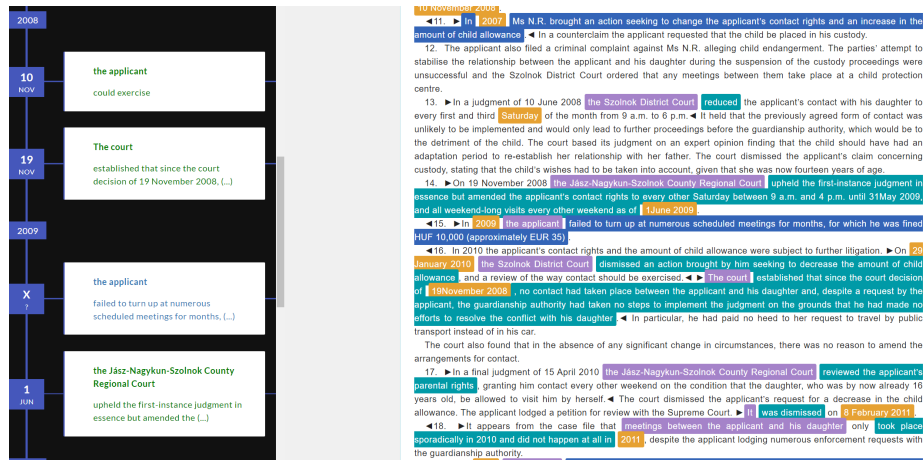 2008
10
NOV
the applicant
could exercise
19
NOV
The court
established that since the court
decision of 19 November 2008, (...)
2009
X
?
the applicant
failed to turn up at numerous
scheduled meetings for months, (...)
1
JUN
the Jász-Nagykun-Szolnok County
Regional Court
upheld the first-instance judgment in
essence but amended the (...)
10 November 2008 .
◄11. ► In 2007 Ms N.R. brought an action seeking to change the applicant's contact rights and an increase in the
amount of child allowance .◄ In a counterclaim the applicant requested that the child be placed in his custody.
12. The applicant also filed a criminal complaint against Ms N.R. alleging child endangerment. The parties' attempt to
stabilise the relationship between the applicant and his daughter during the suspension of the custody proceedings were
unsuccessful and the Szolnok District Court ordered that any meetings between them take place at a child protection
centre.
13. ►In a judgment of 10 June 2008 the Szolnok District Court reduced the applicant's contact with his daughter to
every first and third Saturday of the month from 9 a.m. to 6 p.m.◄ It held that the previously agreed form of contact was
unlikely to be implemented and would only lead to further proceedings before the guardianship authority, which would be to
the detriment of the child. The court based its judgment on an expert opinion finding that the child should have had an
adaptation period to re-establish her relationship with her father. The court dismissed the applicant's claim concerning
custody, stating that the child's wishes had to be taken into account, given that she was now fourteen years of age.
14. ►On 19 November 2008 the Jász-Nagykun-Szolnok County Regional Court upheld the first-instance judgment in
essence but amended the applicant's contact rights to every other Saturday between 9 a.m. and 4 p.m. until 31May 2009,
and all weekend-long visits every other weekend as of 1June 2009 .
◄15. ►In 2009 the applicant failed to turn up at numerous scheduled meetings for months, for which he was fined
HUF 10,000 (approximately EUR 35) .
◄16. In 2010 the applicant's contact rights and the amount of child allowance were subject to further litigation. ►On 29
January 2010 the Szolnok District Court dismissed an action brought by him seeking to decrease the amount of child
allowance , and a review of the way contact should be exercised.◄ ► The court established that since the court decision
of 19November 2008 , no contact had taken place between the applicant and his daughter and, despite a request by the
applicant, the guardianship authority had taken no steps to implement the judgment on the grounds that he had made no
efforts to resolve the conflict with his daughter .◄ In particular, he had paid no heed to her request to travel by public
transport instead of in his car.
The court also found that in the absence of any significant change in circumstances, there was no reason to amend the
arrangements for contact.
17. ►In a final judgment of 15 April 2010 the Jász-Nagykun-Szolnok County Regional Court reviewed the applicant's
parental rights , granting him contact every other weekend on the condition that the daughter, who was by now already 16
years old, be allowed to visit him by herself.◄ The court dismissed the applicant's request for a decrease in the child
allowance. The applicant lodged a petition for review with the Supreme Court. ► It was dismissed on 8 February 2011 .
◄18. ►It appears from the case file that meetings between the applicant and his daughter only took place
sporadically in 2010 and did not happen at all in 2011 , despite the applicant lodging numerous enforcement requests with
the guardianship authority.